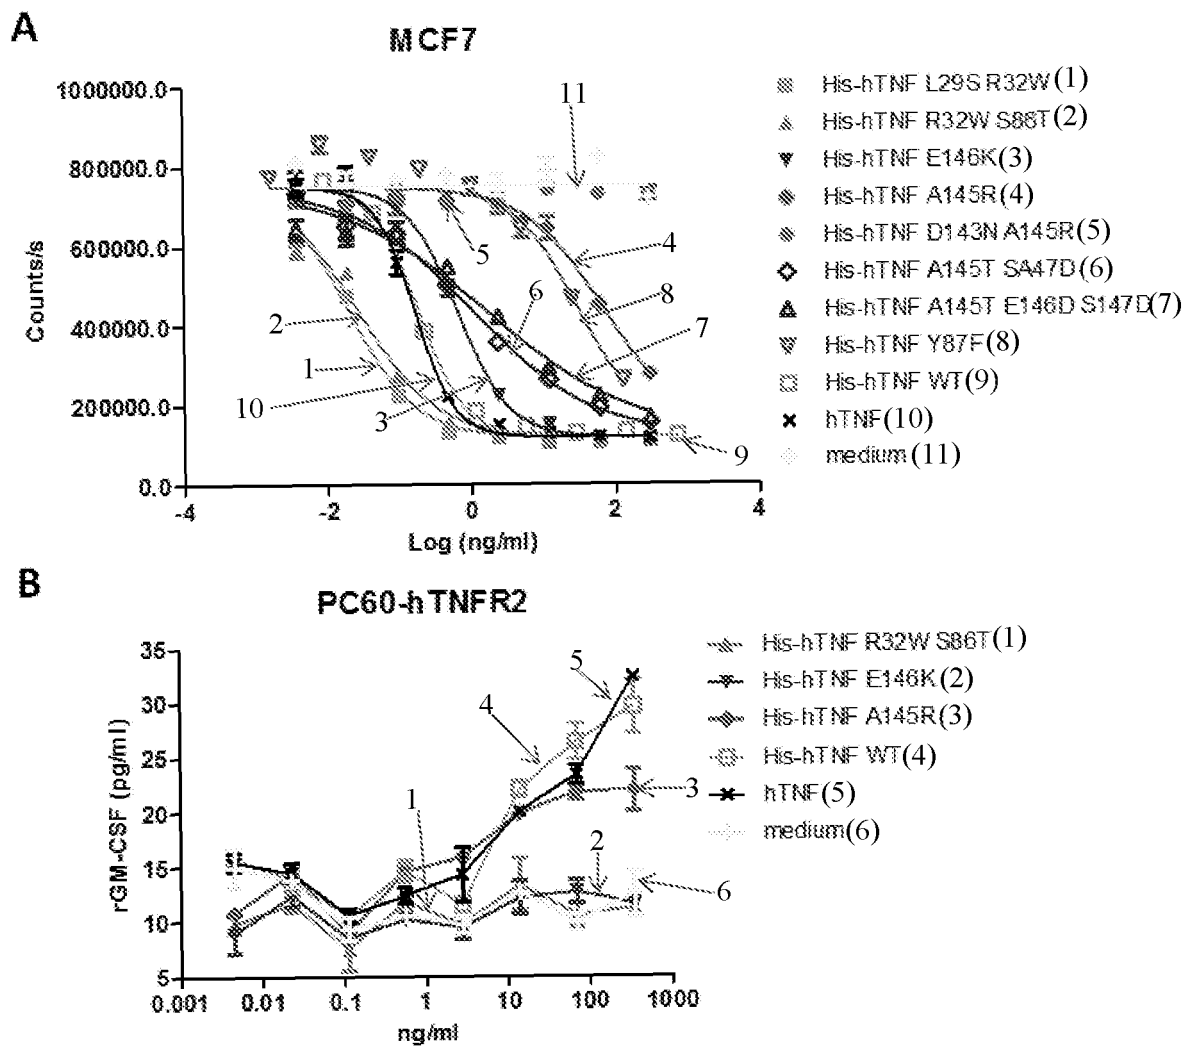 A
MCF7
1000000.0
800000.0
600000.0
400000.0
200000.0
0.0
Counts/s
-4
-2
0
2
4
Log (ng/ml)
11
5
4
6
8
2
7
1
10
3
9
His-hTNF L29S R32W (1)
His-hTNF R32W S86T (2)
His-hTNF E146K (3)
His-hTNF A145R (4)
His-hTNF D143N A145R (5)
His-hTNF A145T SA47D (6)
His-hTNF A145T E146D S147D (7)
His-hTNF Y87F (8)
His-hTNF WT (9)
hTNF (10)
medium (11)
B
PC60-hTNFR2
35
30
25
20
15
10
5
rGM-CSF (pg/ml)
0.001
0.01
0.1
1
10
100
1000
ng/ml
5
4
3
1
2
6
His-hTNF R32W S86T (1)
His-hTNF E146K (2)
His-hTNF A145R (3)
His-hTNF WT (4)
hTNF (5)
medium (6)